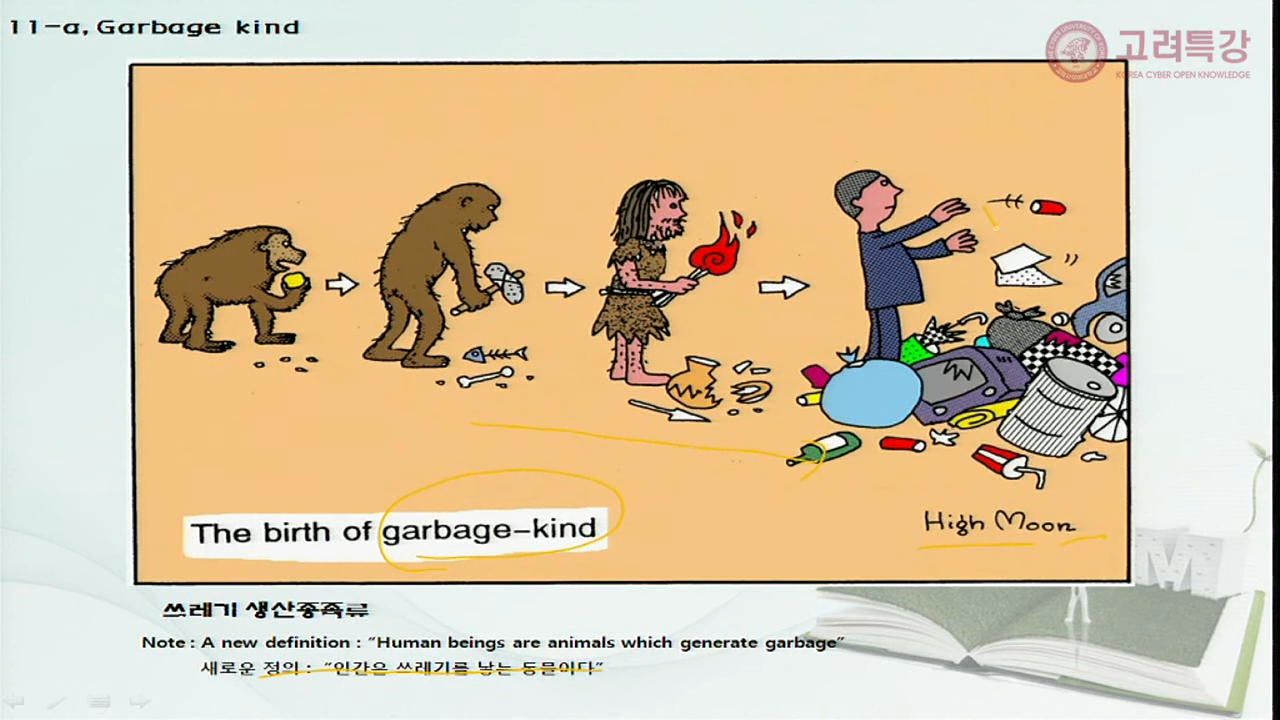 11-a, Garbage kind
고려특강
KOREA CYBER OPEN KNOWLEDGE
The birth of garbage-kind
High Moon
쓰레기 생산종족류
Note : A new definition : “Human beings are animals which generate garbage”
새로운 정의 : “인간은 쓰레기를 낳는 동물이다”